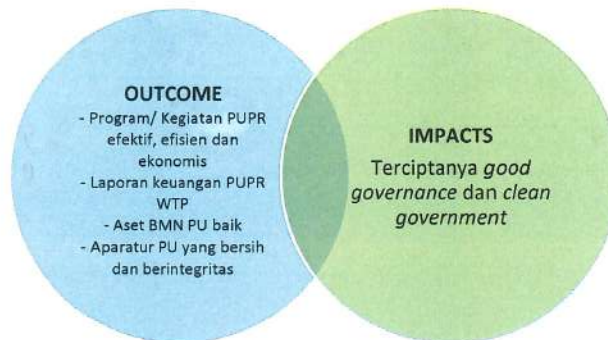 OUTCOME
- Program/ Kegiatan PUPR
efektif, efisien dan
ekonomis
- Laporan keuangan PUPR
WTP
- Aset BMN PU baik
- Aparatur PU yang bersih
dan berintegritas
IMPACTS
Terciptanya good
governance dan clean
government